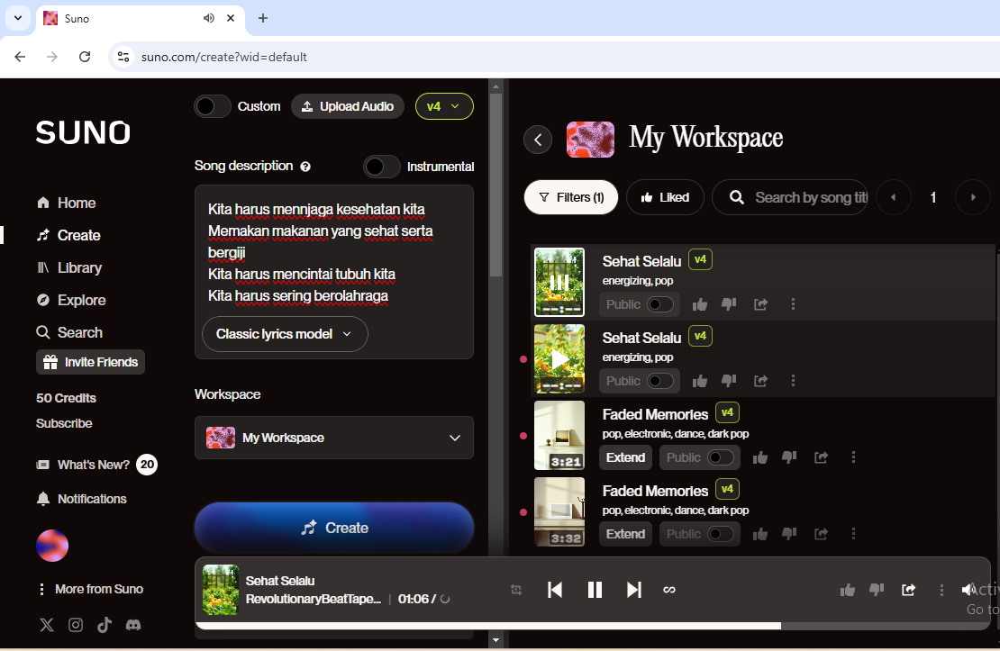 Suno
suno.com/create?wid=default
SUNO
Home
Create
Library
Explore
Search
Invite Friends
50 Credits
Subscribe
What's New? 20
Notifications
More from Suno
Custom
Upload Audio
v4
Song description
Instrumental
Kita harus mennjaga kesehatan kita
Memakan makanan yang sehat serta
bergiji
Kita harus mencintai tubuh kita
Kita harus sering berolahraga
Classic lyrics model
Workspace
My Workspace
Create
My Workspace
Filters (1)
Liked
Search by song titl
1
Sehat Selalu v4
energizing, pop
Public
--:--
Sehat Selalu v4
energizing, pop
Public
--:--
Faded Memories v4
pop, electronic, dance, dark pop
3:21
Extend
Public
Faded Memories v4
pop, electronic, dance, dark pop
3:32
Extend
Public
Sehat Selalu
RevolutionaryBeatTape... | 01:06 /
Activ
Go to